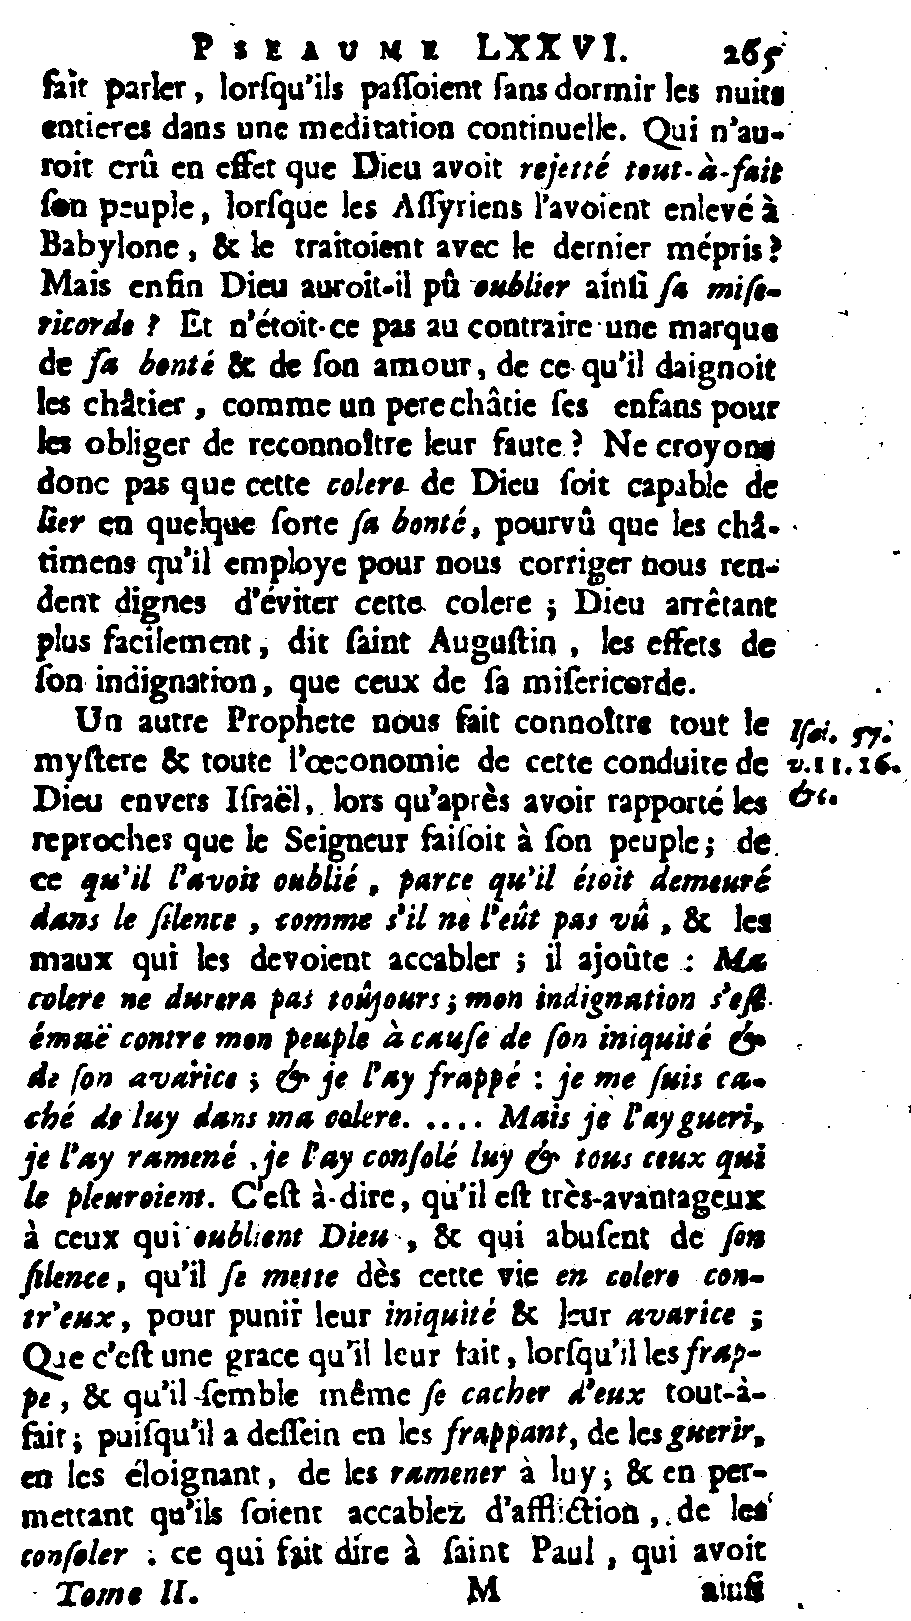 PSEAUME LXXVI. 265
fait parler, lorſqu'ils paſſoient ſans dormir les nuits
entieres dans une meditation continuelle. Qui n'au-
roit crû en effet que Dieu avoit rejetté tout-à-fait
ſon peuple, lorſque les Aſſyriens l'avoient enlevé à
Babylone, & le traitoient avec le dernier mépris?
Mais enfin Dieu auroit-il pû oublier ainſi ſa miſe-
ricorde? Et n'étoit-ce pas au contraire une marque
de ſa bonté & de ſon amour, de ce qu'il daignoit
les châtier, comme un pere châtie ſes enfans pour
les obliger de reconnoître leur faute? Ne croyons
donc pas que cette colere de Dieu ſoit capable de
lier en quelque ſorte ſa bonté, pourvû que les châ-
timens qu'il employe pour nous corriger nous ren-
dent dignes d'éviter cette colere; Dieu arrêtant
plus facilement, dit ſaint Auguſtin, les effets de
ſon indignation, que ceux de ſa miſericorde.
Un autre Prophete nous fait connoître tout le
myſtere & toute l'œconomie de cette conduite de
Dieu envers Iſraël, lors qu'après avoir rapporté les
reproches que le Seigneur faiſoit à ſon peuple; de
ce qu'il l'avoit oublié, parce qu'il étoit demeuré
dans le ſilence, comme s'il ne l'eût pas vû, & les
maux qui les devoient accabler; il ajoûte: Ma
colere ne durera pas toûjours; mon indignation s'eſt
émuë contre mon peuple à cauſe de ſon iniquité &
de ſon avarice; & je l'ay frappé: je me ſuis ca-
ché de luy dans ma colere. .... Mais je l'ay gueri,
je l'ay ramené, je l'ay conſolé luy & tous ceux qui
le pleuroient. C'eſt à-dire, qu'il eſt très-avantageux
à ceux qui oublient Dieu, & qui abuſent de ſon
ſilence, qu'il ſe mette dès cette vie en colere con-
tr'eux, pour punir leur iniquité & leur avarice;
Que c'eſt une grace qu'il leur fait, lorſqu'il les frap-
pe, & qu'il ſemble même ſe cacher d'eux tout-à-
fait; puiſqu'il a deſſein en les frappant, de les guerir,
en les éloignant, de les ramener à luy; & en per-
mettant qu'ils ſoient accablez d'affliction, de les
conſoler: ce qui fait dire à ſaint Paul, qui avoit
Tome II. M ainſi
Iſai. 57.
v. 11. 16.
&c.